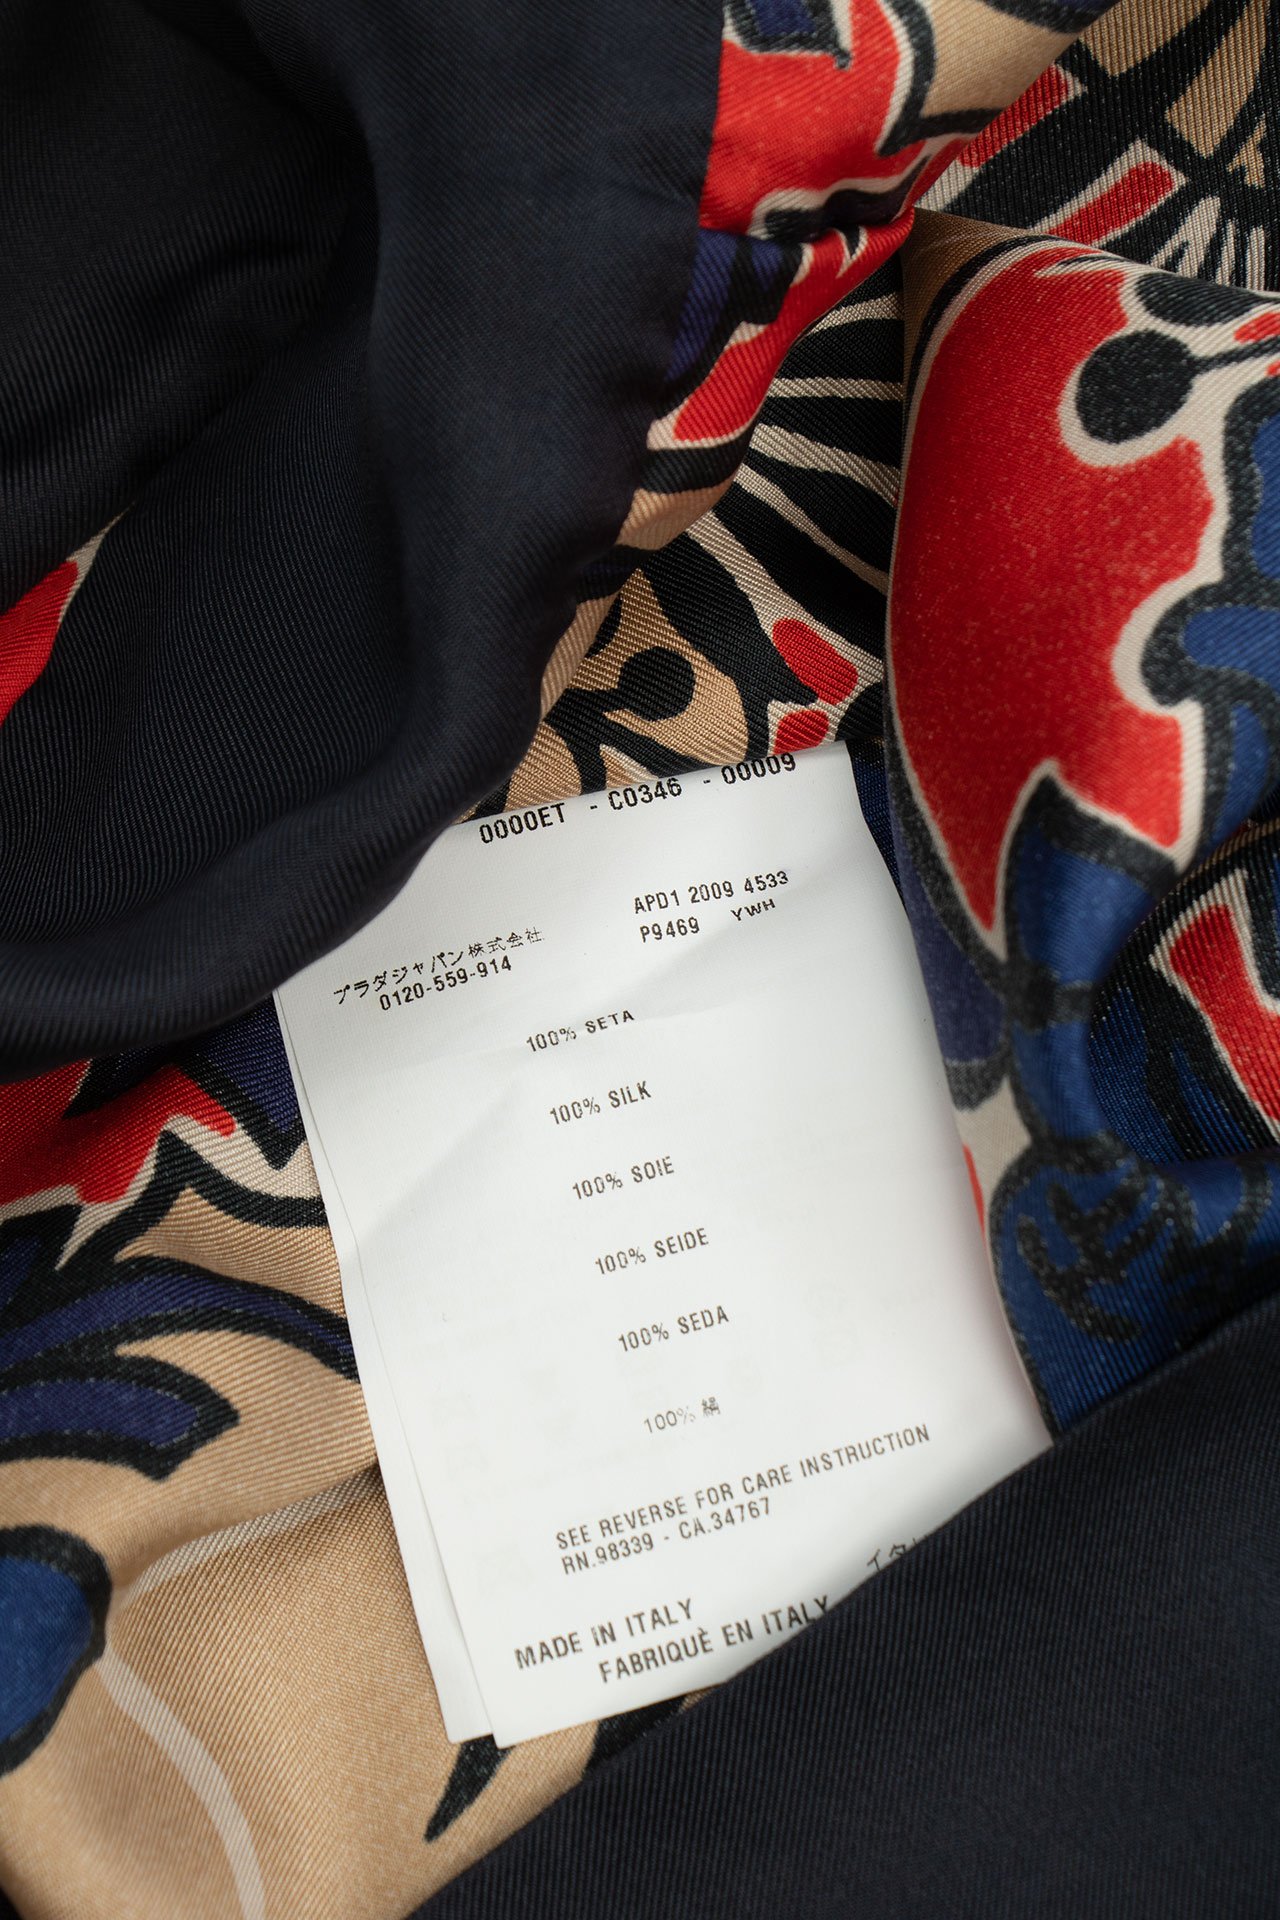 0000ET - C0346 - 00009
APD1 2009 4533
P9469 YWH
プラダジャパン株式会社
0120-559-914
100% SETA
100% SILK
100% SOIE
100% SEIDE
100% SEDA
100% 絹
SEE REVERSE FOR CARE INSTRUCTION
RN.98339 - CA.34767
MADE IN ITALY
FABRIQUÈ EN ITALY